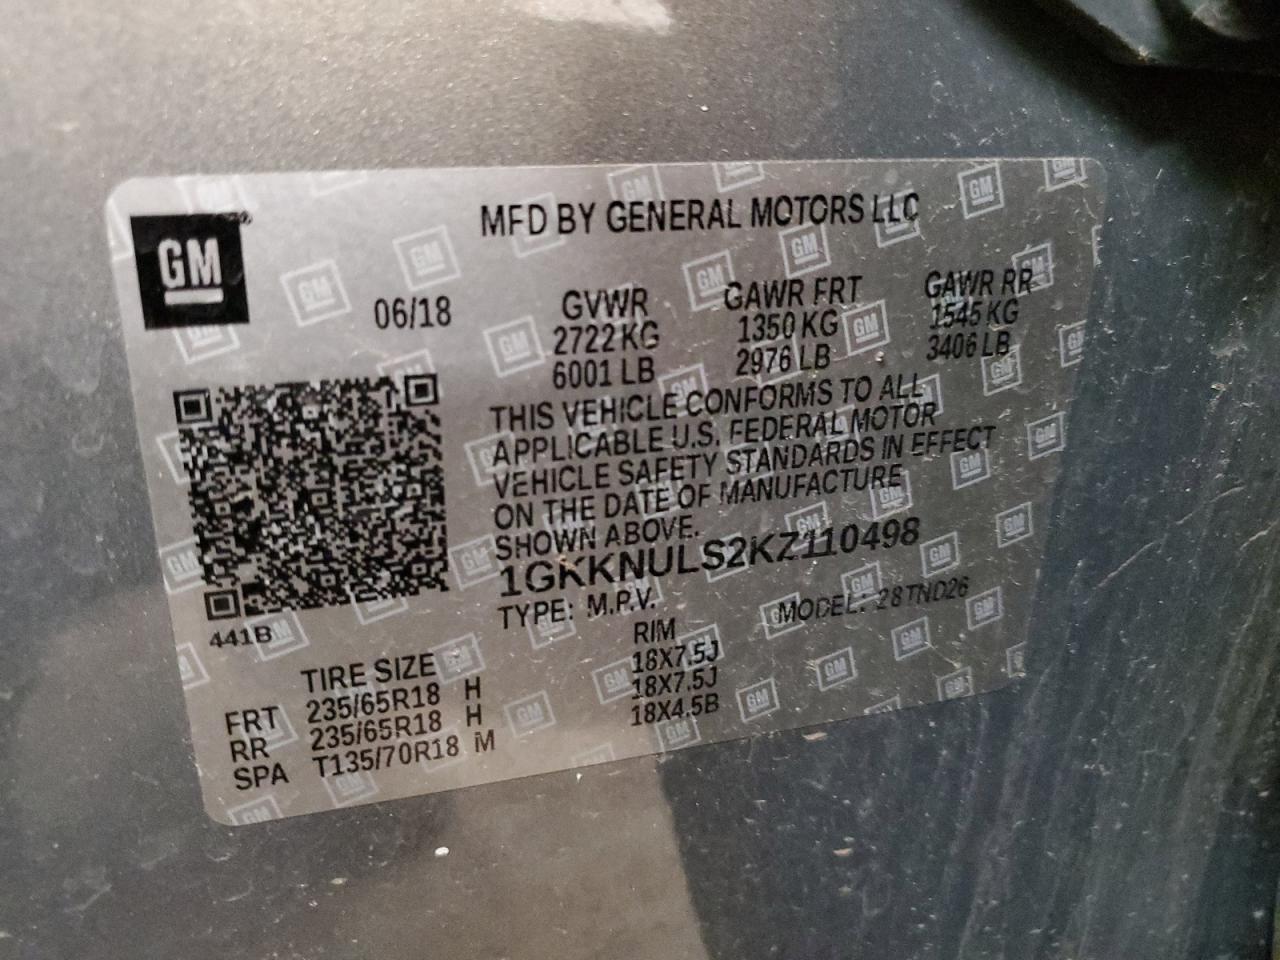 GM
MFD BY GENERAL MOTORS LLC
06/18
GVWR GAWR FRT GAWR RR
2722 KG 1350 KG 1545 KG
6001 LB 2976 LB 3406 LB
THIS VEHICLE CONFORMS TO ALL
APPLICABLE U.S. FEDERAL MOTOR
VEHICLE SAFETY STANDARDS IN EFFECT
ON THE DATE OF MANUFACTURE
SHOWN ABOVE.
1GKKNULS2KZ110498
TYPE: M.P.V. MODEL: 28TNO26
441B
TIRE SIZE RIM
FRT 235/65R18 H 18X7.5J
RR 235/65R18 H 18X7.5J
SPA T135/70R18 M 18X4.5B